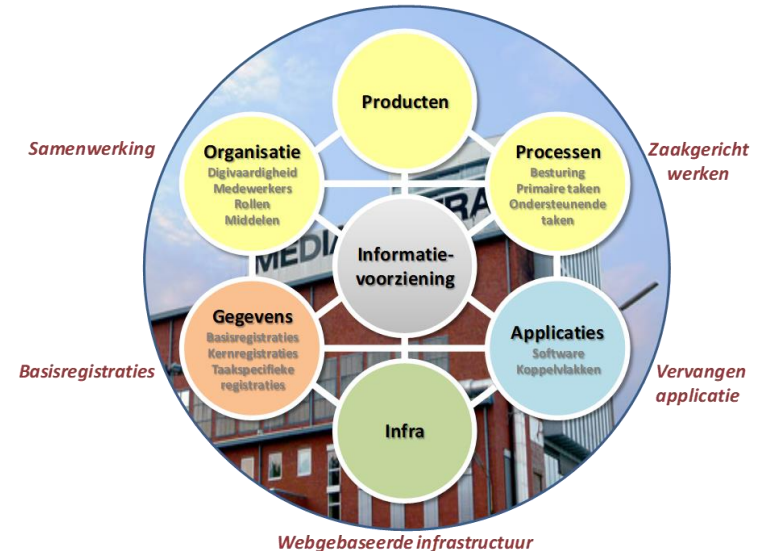 Producten
Samenwerking
Organisatie
Digivaardigheid
Medewerkers
Rollen
Middelen
Processen
Besturing
Primaire taken
Ondersteunende
taken
Zaakgericht
werken
MEDIA
Informatie-
voorziening
Gegevens
Basisregistraties
Kernregistraties
Taakspecifieke
registraties
Applicaties
Software
Koppelvlakken
Basisregistraties
Vervangen
applicatie
Infra
Webgebaseerde infrastructuur